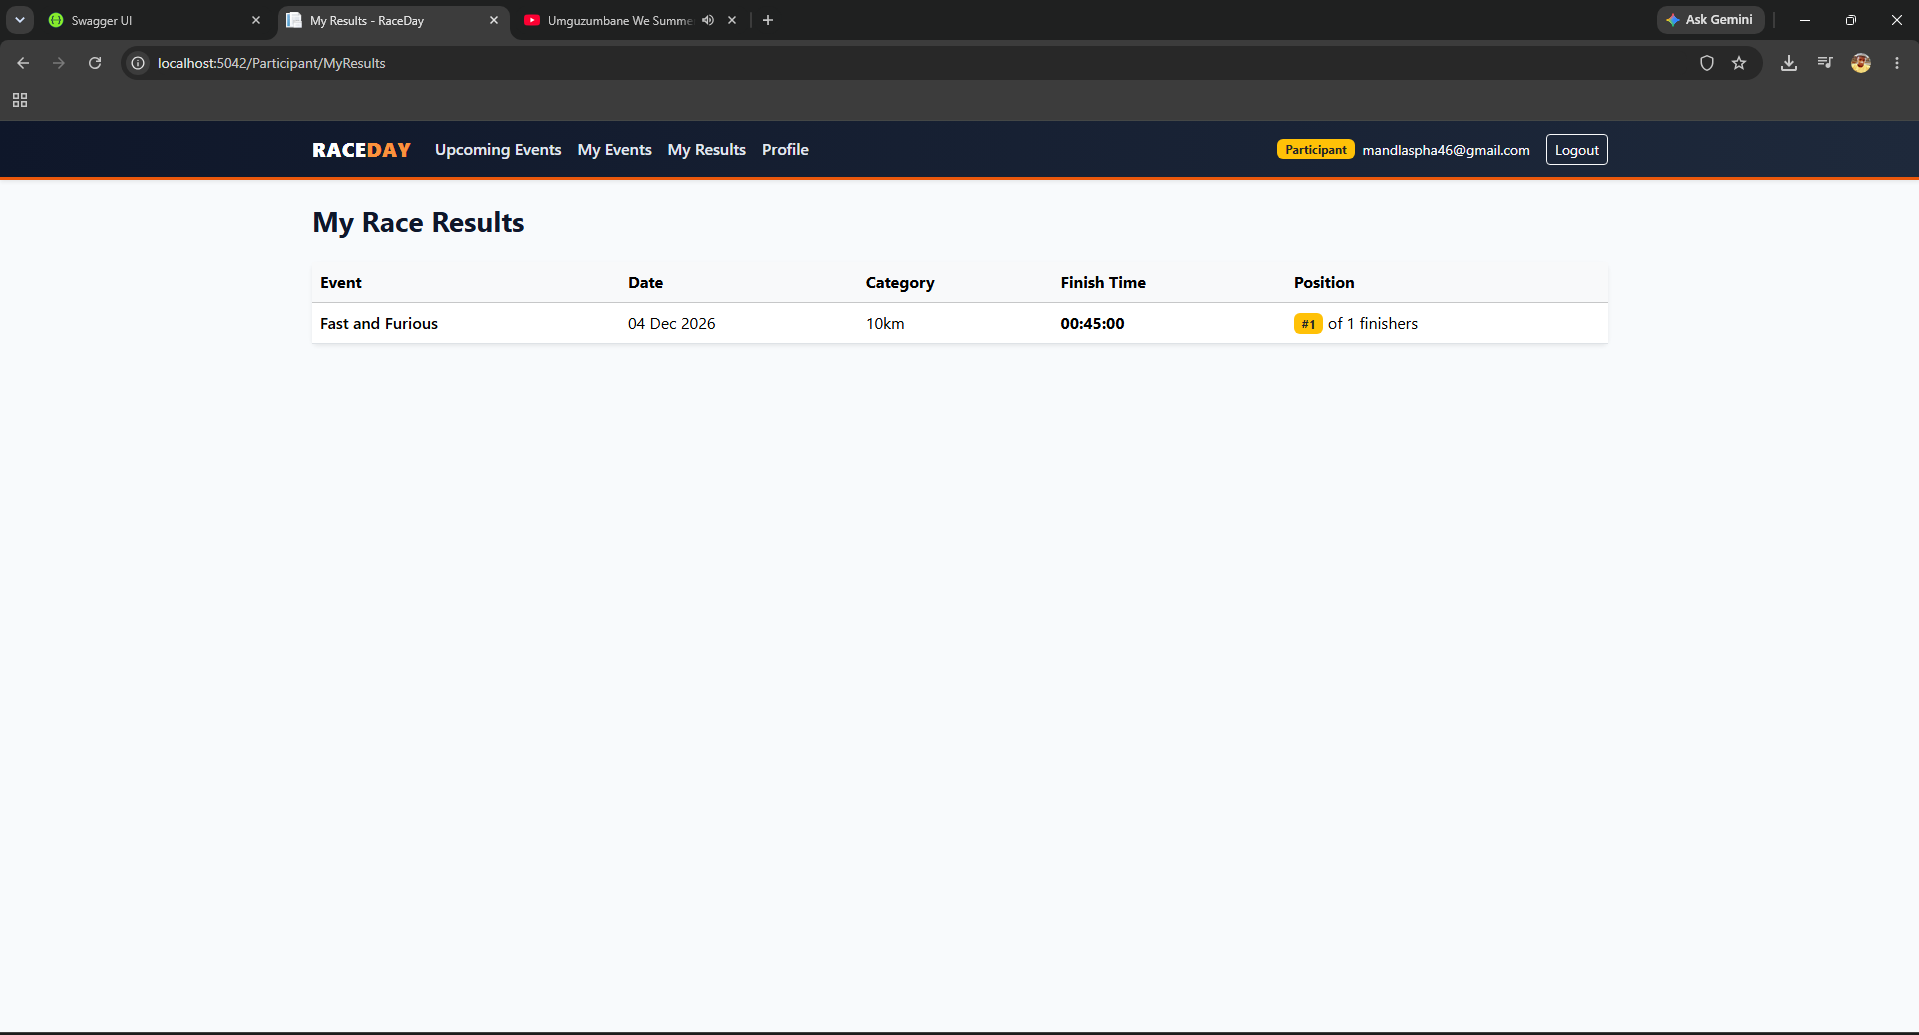 Swagger UI
My Results - RaceDay
Umguzumbane We Summe
Ask Gemini
localhost:5042/Participant/MyResults
RACEDAY Upcoming Events My Events My Results Profile Participant mandlaspha46@gmail.com Logout
My Race Results
Event Date Category Finish Time Position
Fast and Furious 04 Dec 2026 10km 00:45:00 #1 of 1 finishers